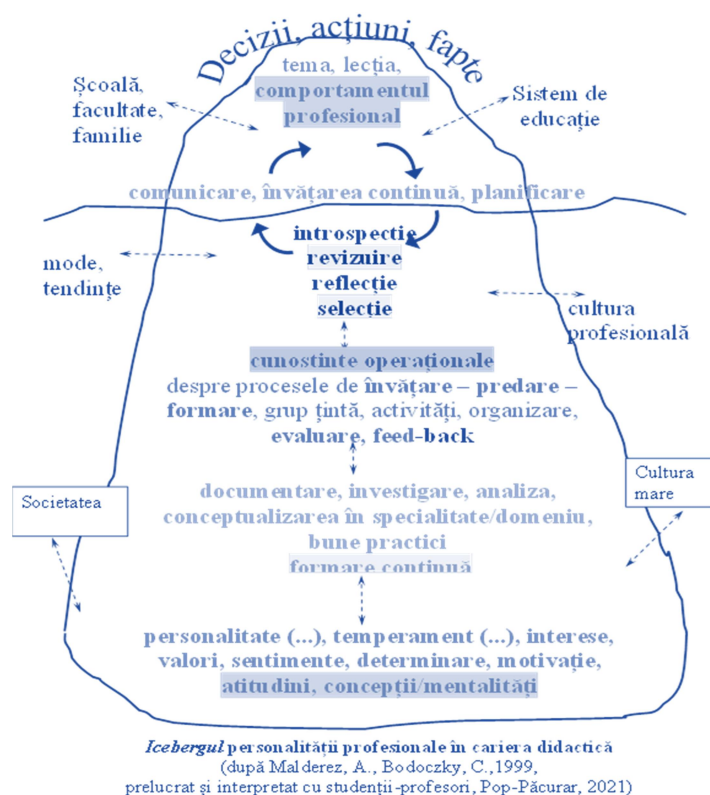 Decizii, acțiuni, fapte
tema, lecția,
comportamentul
profesional
Școală,
facultate,
familie
Sistem de
educație
comunicare, învățarea continuă, planificare
introspecție
revizuire
reflecție
selecție
mode,
tendințe
cultura
profesională
cunostinte operaționale
despre procesele de învățare – predare –
formare, grup țintă, activități, organizare,
evaluare, feed-back
Societatea
Cultura
mare
documentare, investigare, analiza,
conceptualizarea în specialitate/domeniu,
bune practici
formare continuă
personalitate (...), temperament (...), interese,
valori, sentimente, determinare, motivație,
atitudini, concepții/mentalități
Icebergul personalității profesionale în cariera didactică
(după Malderez, A., Bodoczky, C.,1999,
prelucrat și interpretat cu studenții-profesori, Pop-Păcurar, 2021)